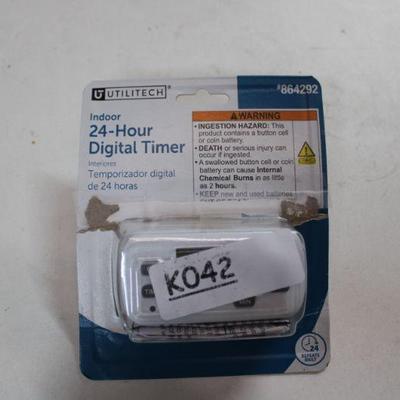 UTILITECH
#864292
Indoor
24-Hour
Digital Timer
Interiores
Temporizador digital
de 24 horas
WARNING
• INGESTION HAZARD: This
product contains a button cell
or coin battery.
• DEATH or serious injury can
occur if ingested.
• A swallowed button cell or coin
battery can cause Internal
Chemical Burns in as little
as 2 hours.
• KEEP new and used batteries
K042
24
REPEATS
DAILY